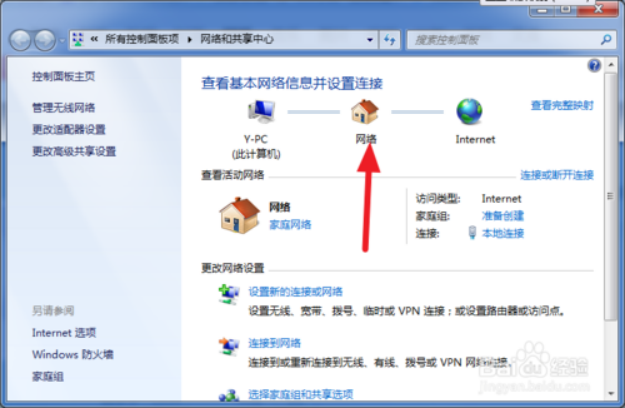 « 所有控制面板项 ▸ 网络和共享中心
搜索控制面板
控制面板主页
管理无线网络
更改适配器设置
更改高级共享设置
另请参阅
Internet 选项
Windows 防火墙
家庭组
查看基本网络信息并设置连接
查看完整映射
Y-PC
(此计算机)
网络
Internet
查看活动网络
连接或断开连接
网络
家庭网络
访问类型: Internet
家庭组: 准备创建
连接: 本地连接
更改网络设置
设置新的连接或网络
设置无线、宽带、拨号、临时或 VPN 连接；或设置路由器或访问点。
连接到网络
连接到或重新连接到无线、有线、拨号或 VPN 网络连接。
选择家庭组和共享选项
Baidu 经验
jingyan.baidu.com